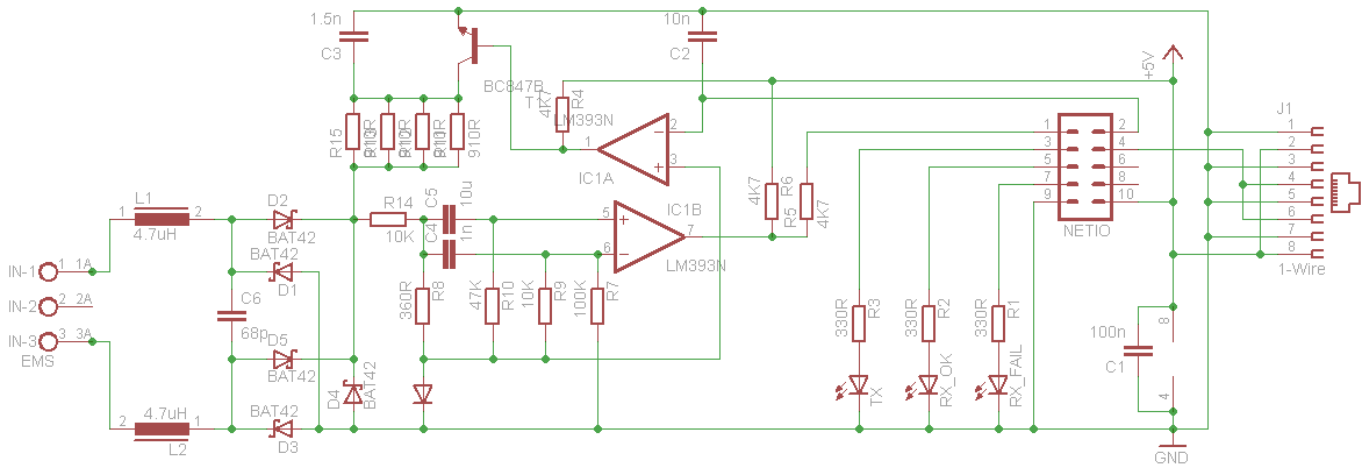 1.5n
C3
10n
C2
BC847B
T1
4K7
R4
LM393N
1
2
3
IC1A
+5V
J1
1
2
3
4
5
6
7
8
1-Wire
1
2
3
4
5
6
7
8
9
10
NETIO
R15
R13
R12
R10
910R
910R
L1
1
2
4.7uH
D2
BAT42
BAT42
D1
R14
10K
C5
10u
C4
1n
5
6
7
IC1B
LM393N
4K7
R6
R5
4K7
IN-1
1
1A
IN-2
2
2A
IN-3
3
3A
EMS
C6
68p
D5
BAT42
360R
R8
47K
R10
10K
R9
100K
R7
330R
R3
330R
R2
330R
R1
100n
C1
8
4
D4
BAT42
TX
RX_OK
RX_FAIL
4.7uH
2
1
L2
BAT42
D3
GND